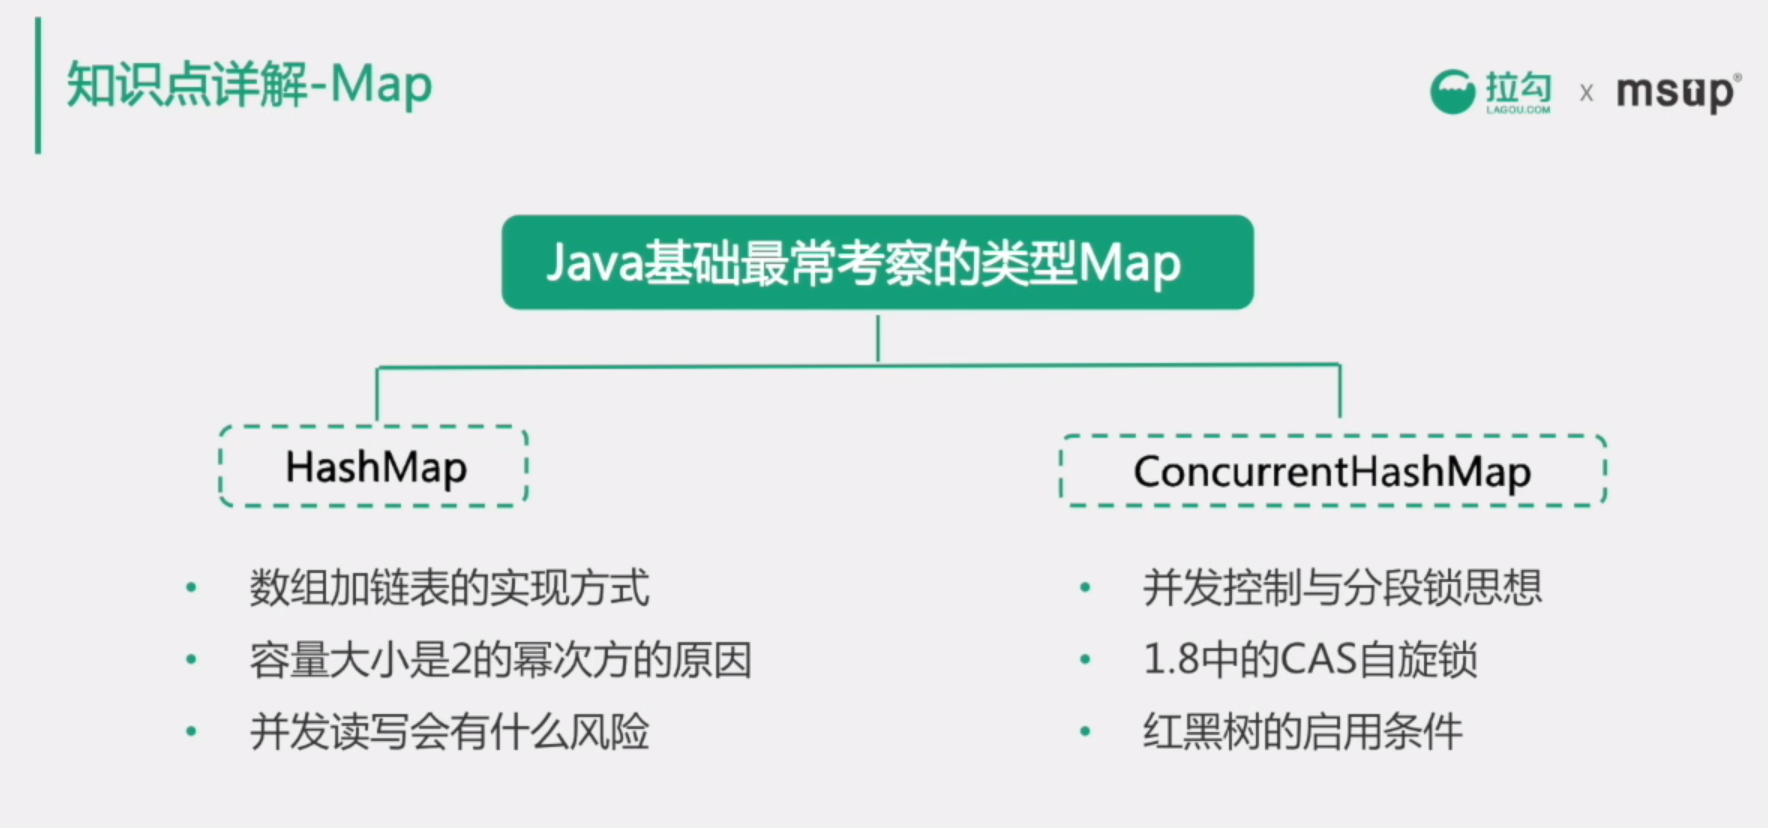 知识点详解-Map
拉勾
LAGOU.COM
x
msup®
Java基础最常考察的类型Map
HashMap
ConcurrentHashMap
• 数组加链表的实现方式
• 容量大小是2的幂次方的原因
• 并发读写会有什么风险
• 并发控制与分段锁思想
• 1.8中的CAS自旋锁
• 红黑树的启用条件